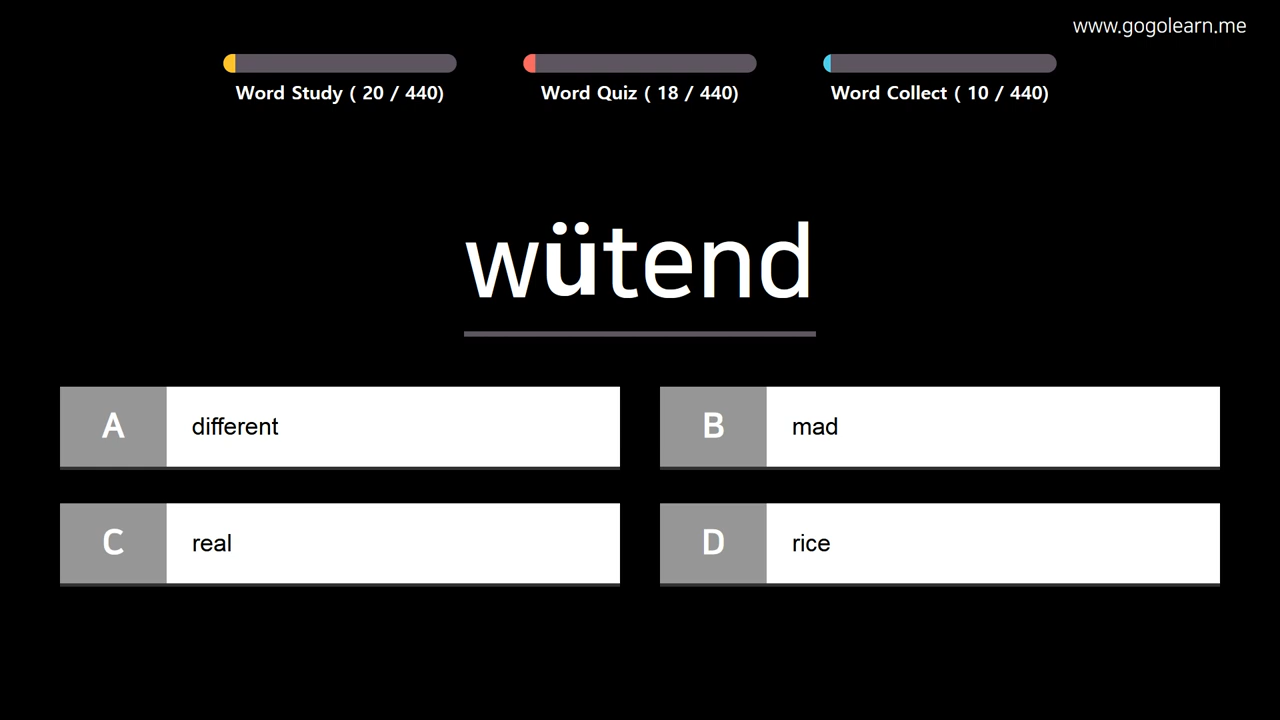 www.gogolearn.me
Word Study ( 20 / 440)
Word Quiz ( 18 / 440)
Word Collect ( 10 / 440)
wütend
A different
B mad
C real
D rice